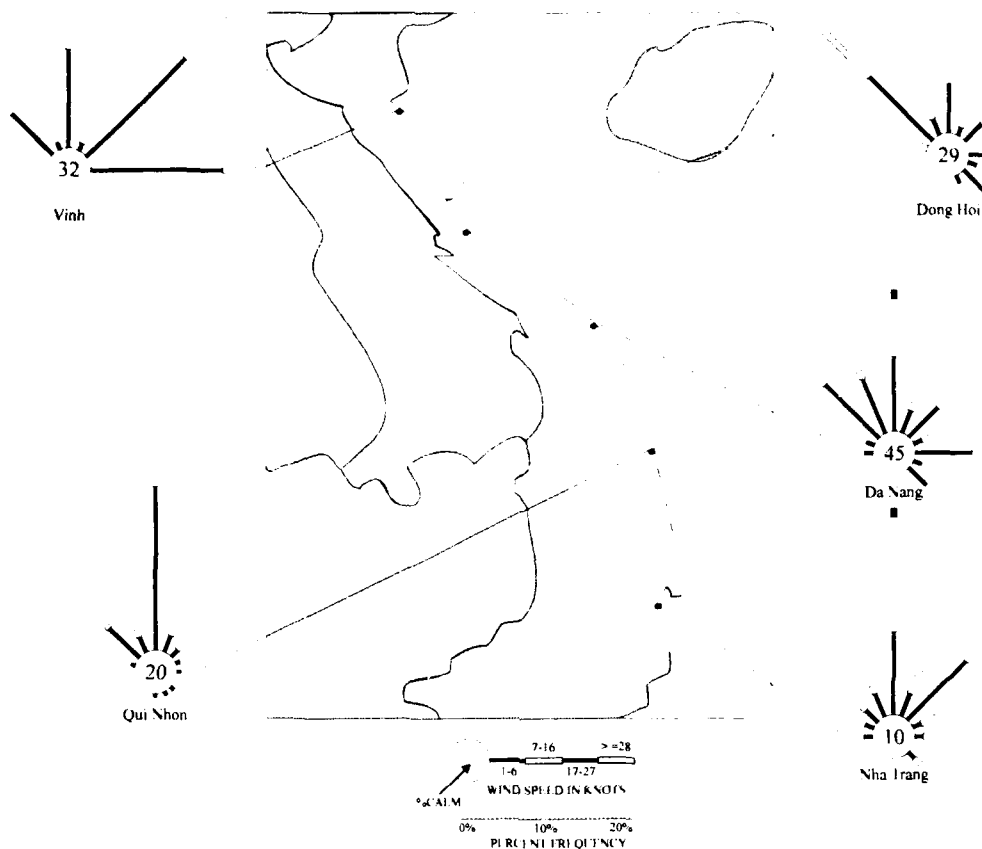 32
Vinh
29
Dong Hoi
45
Da Nang
20
Qui Nhon
10
Nha Trang
7-16
>=28
1-6
17-27
WIND SPEED IN KNOTS
%CALM
0% 10% 20%
PERCENT FREQUENCY